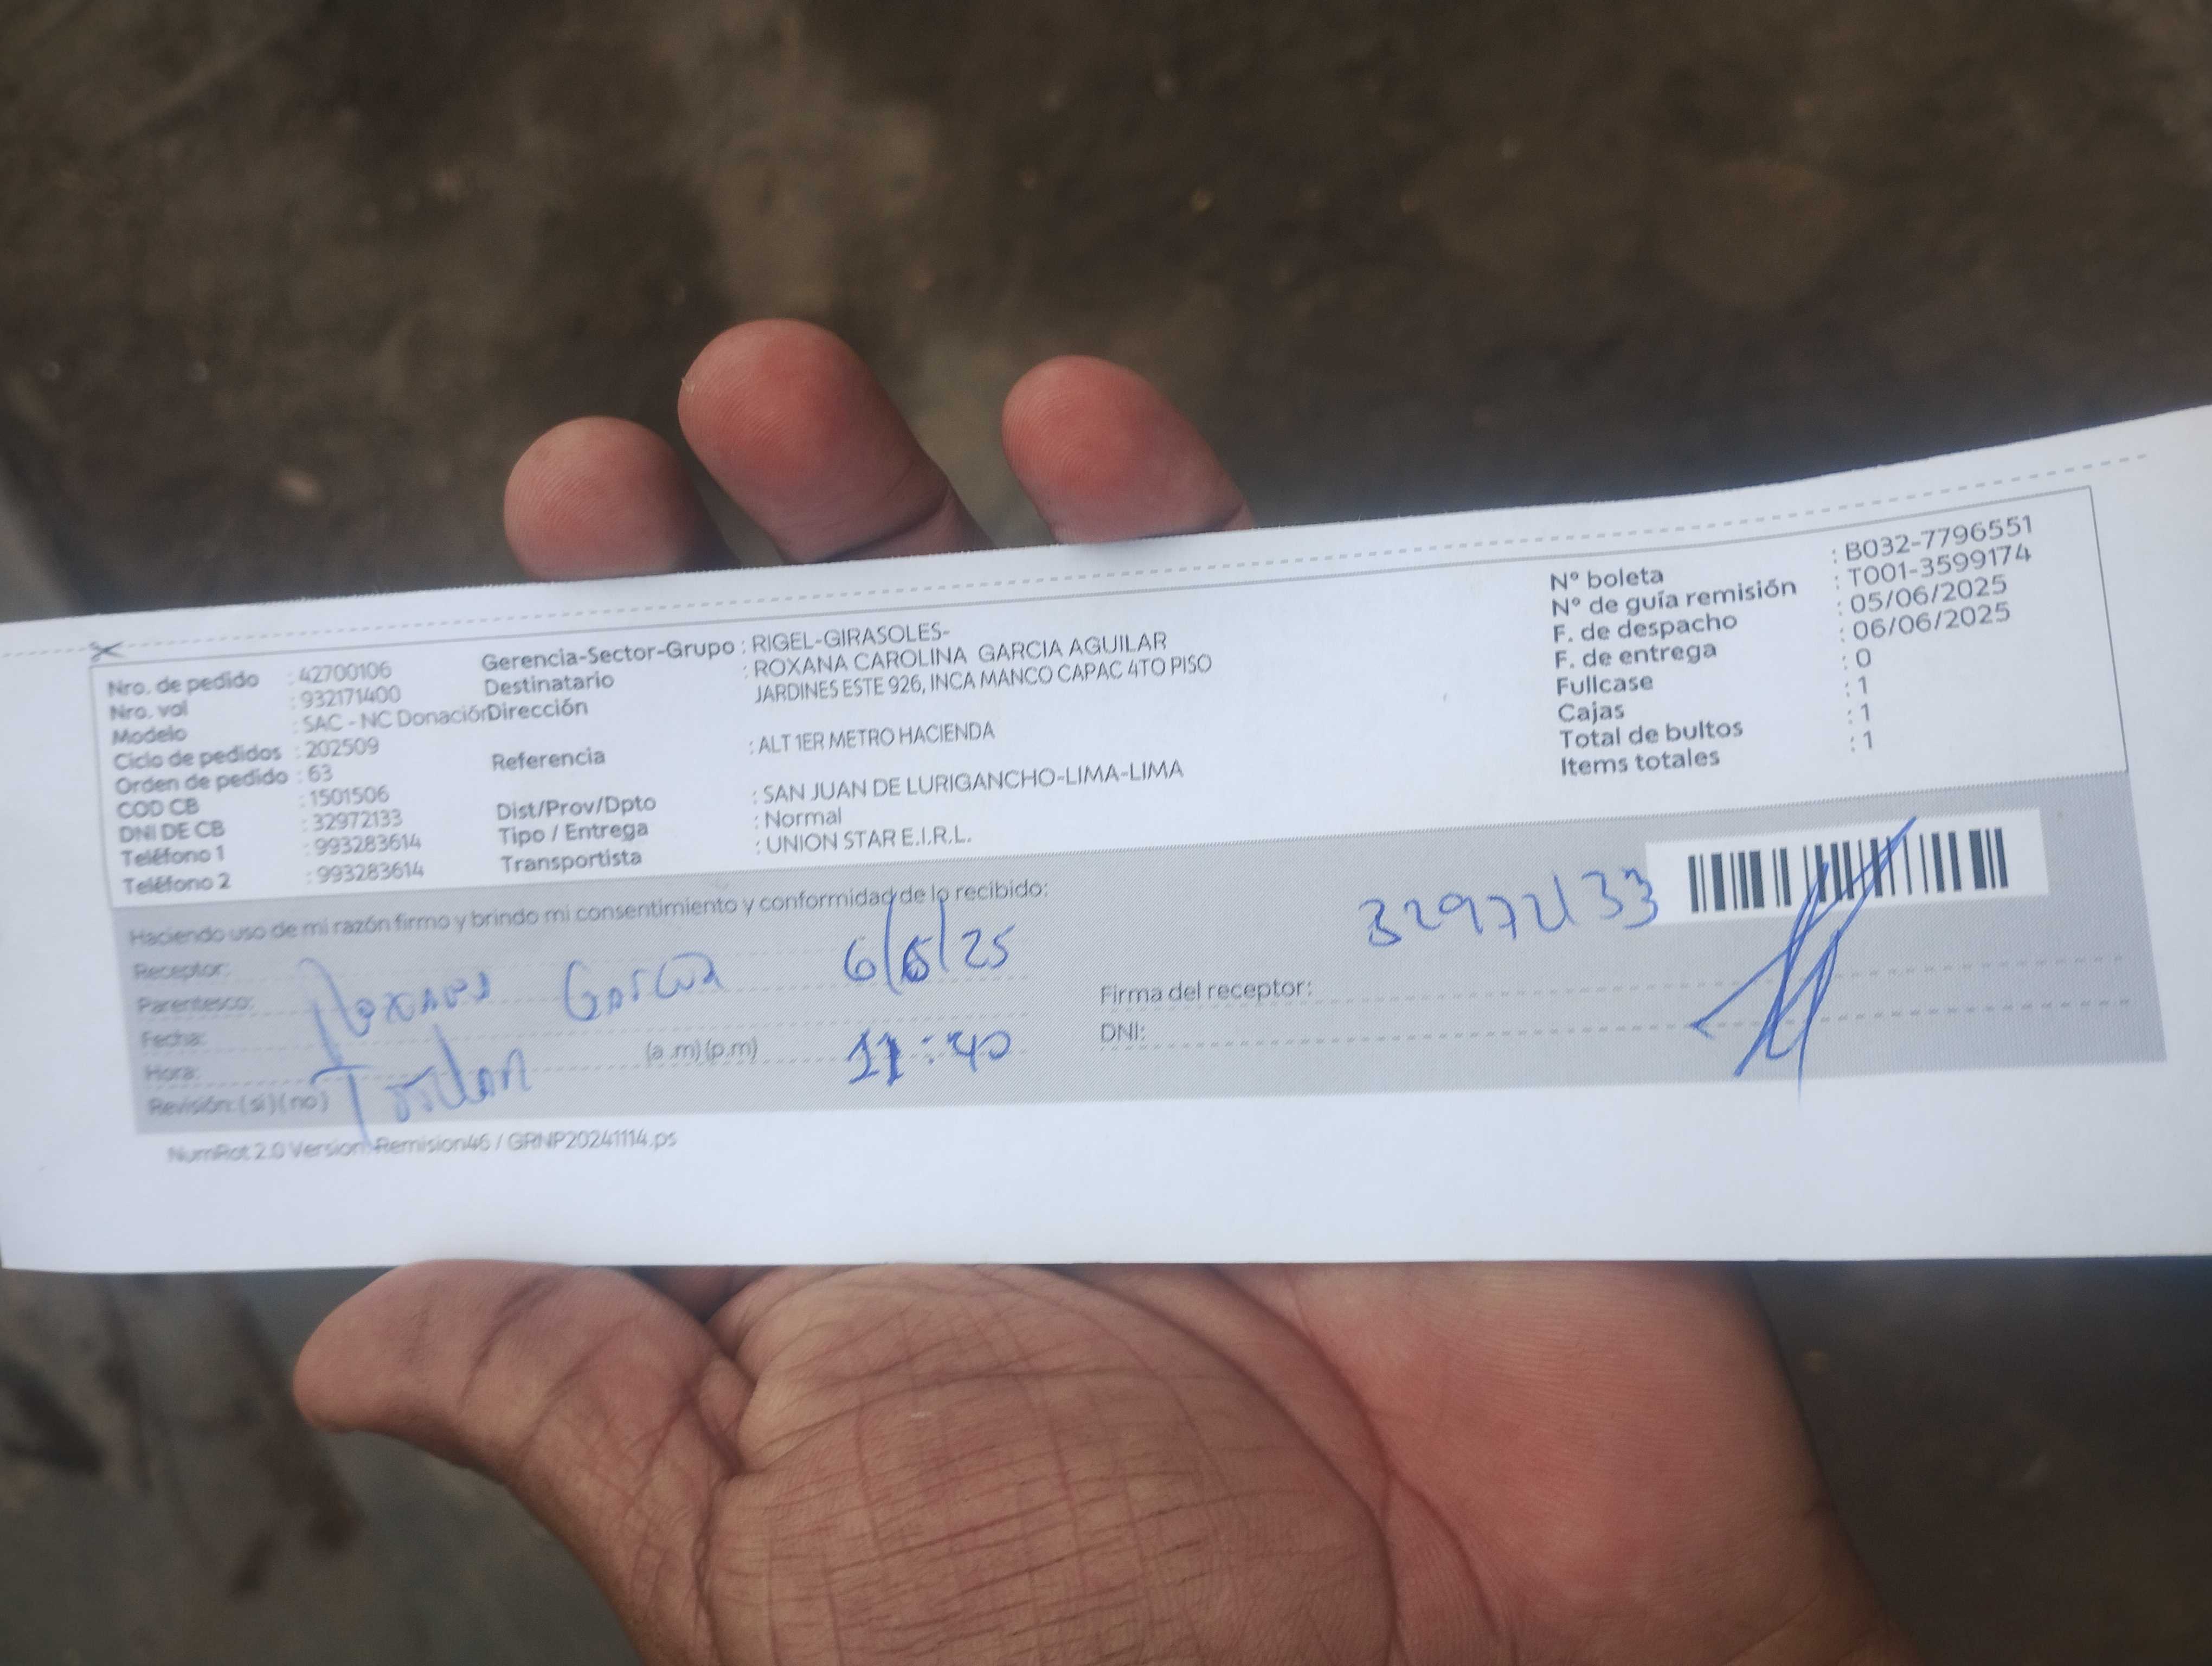 Nro. de pedido : 42700106
Nro. vol : 932171400
Modelo : SAC - NC Donación
Ciclo de pedidos : 202509
Orden de pedido : 63
COD CB : 1501506
DNI DE CB : 32972133
Teléfono 1 : 993283614
Teléfono 2 : 993283614
Gerencia-Sector-Grupo : RIGEL-GIRASOLES-
Destinatario : ROXANA CAROLINA GARCIA AGUILAR
Dirección JARDINES ESTE 926, INCA MANCO CAPAC 4TO PISO
Referencia : ALT 1ER METRO HACIENDA
Dist/Prov/Dpto : SAN JUAN DE LURIGANCHO-LIMA-LIMA
Tipo / Entrega : Normal
Transportista : UNION STAR E.I.R.L.
N° boleta : B032-7796551
N° de guía remisión : T001-3599174
F. de despacho : 05/06/2025
F. de entrega : 06/06/2025
Fullcase : 0
Cajas : 1
Total de bultos : 1
Items totales : 1
Haciendo uso de mi razón firmo y brindo mi consentimiento y conformidad de lo recibido:
Receptor:
Parentesco: Roxana Garcia 6/6/25
Fecha:
Hora: (a .m) (p.m) 11:40
Revisión: (si) (no)
32972133
Firma del receptor:
DNI:
NumRot 2.0 Version: Remision46 / GRNP20241114.ps